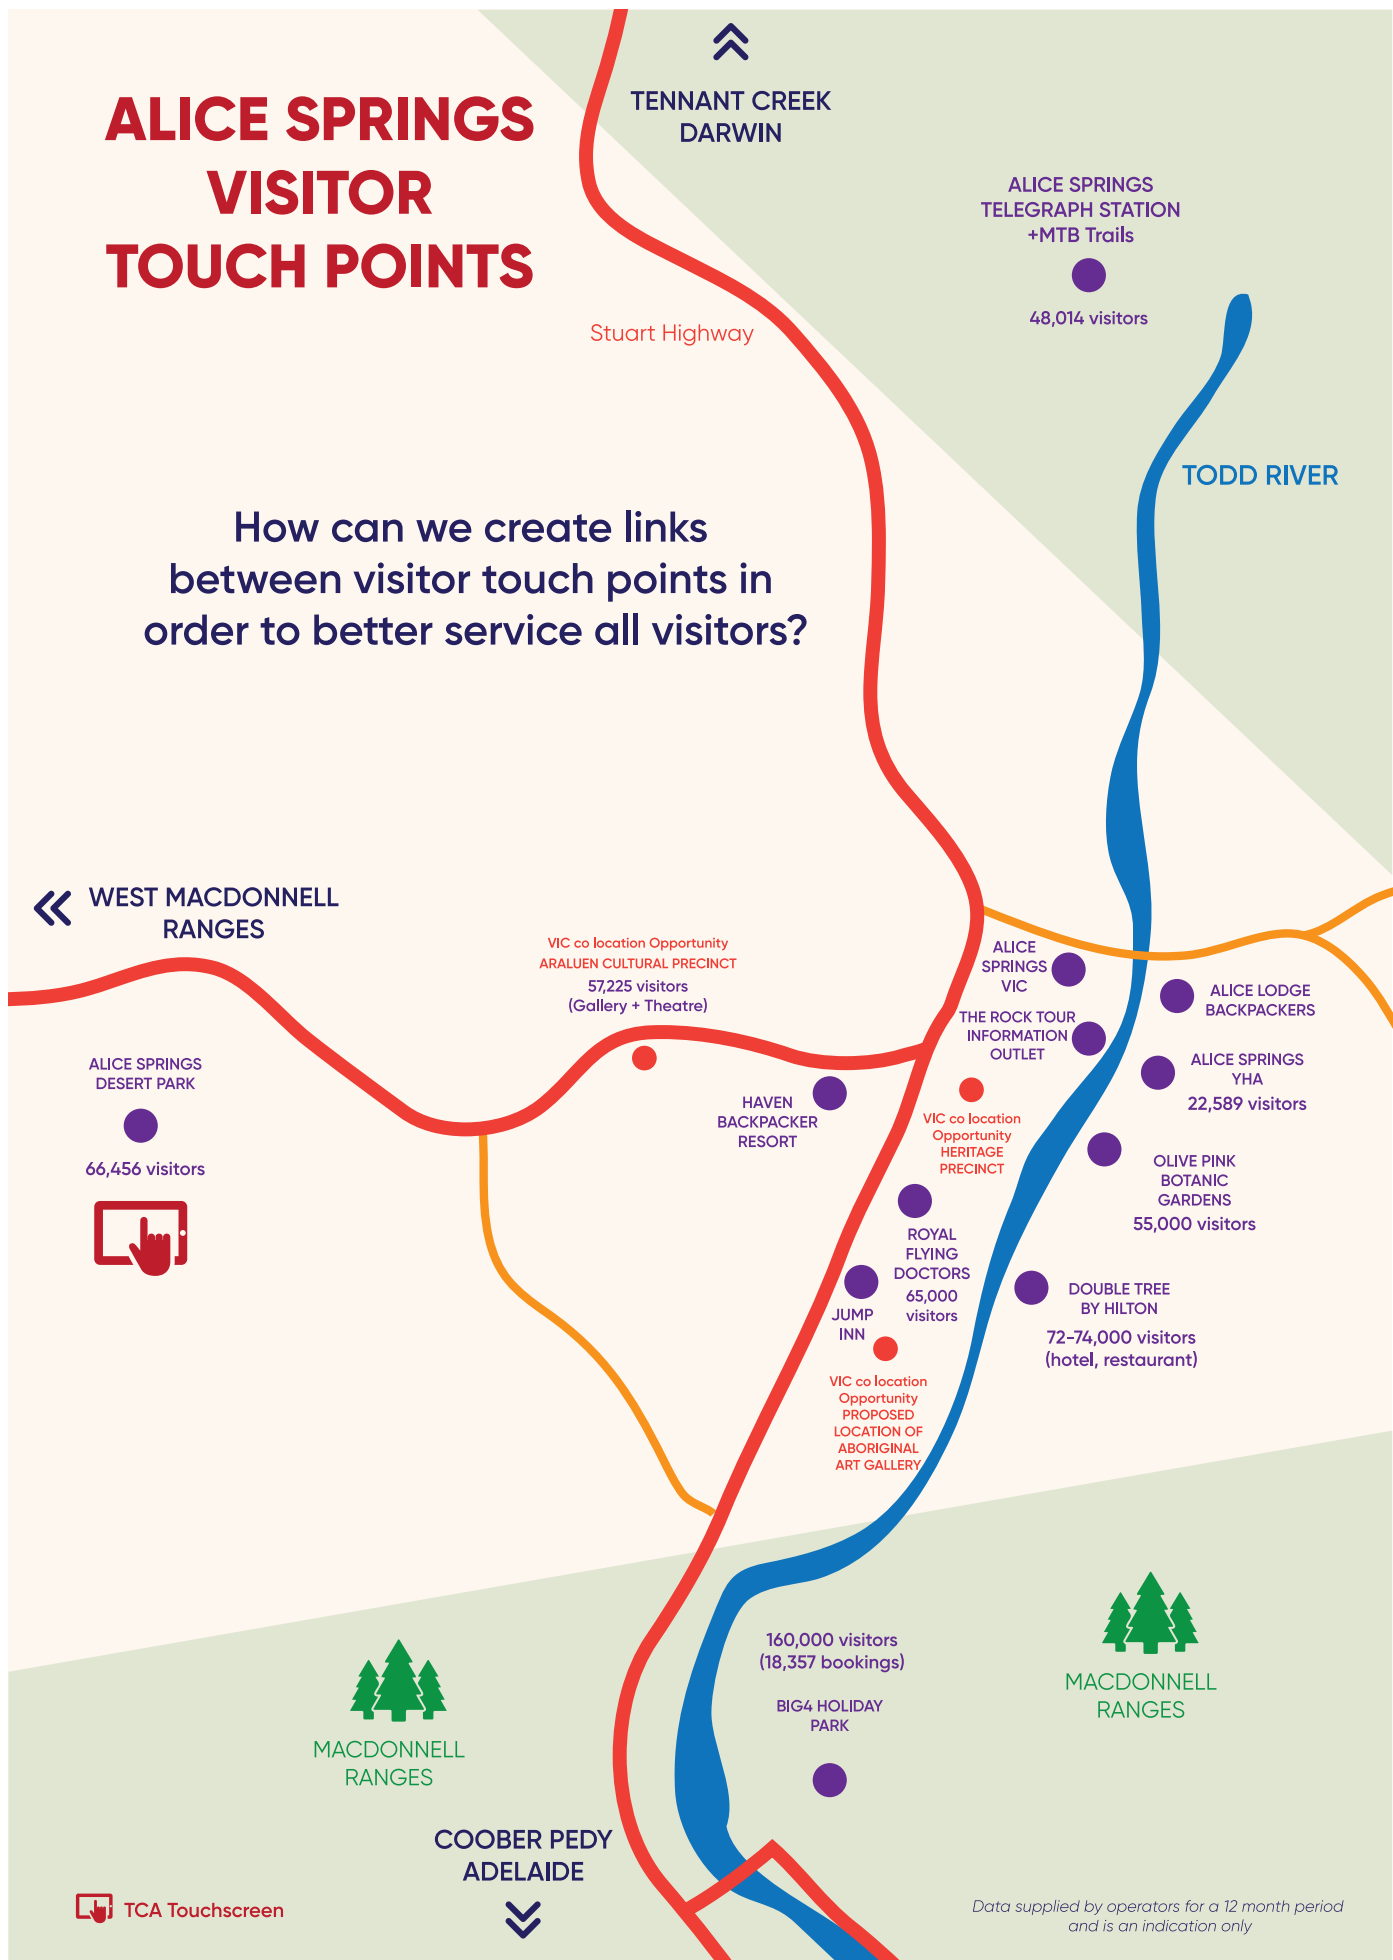 ALICE SPRINGS
VISITOR
TOUCH POINTS
TENNANT CREEK
DARWIN
ALICE SPRINGS
TELEGRAPH STATION
+MTB Trails
48,014 visitors
Stuart Highway
TODD RIVER
How can we create links
between visitor touch points in
order to better service all visitors?
WEST MACDONNELL
RANGES
VIC co location Opportunity
ARALUEN CULTURAL PRECINCT
57,225 visitors
(Gallery + Theatre)
ALICE
SPRINGS
VIC
ALICE LODGE
BACKPACKERS
THE ROCK TOUR
INFORMATION
OUTLET
ALICE SPRINGS
YHA
22,589 visitors
ALICE SPRINGS
DESERT PARK
66,456 visitors
HAVEN
BACKPACKER
RESORT
VIC co location
Opportunity
HERITAGE
PRECINCT
OLIVE PINK
BOTANIC
GARDENS
55,000 visitors
ROYAL
FLYING
DOCTORS
65,000
visitors
JUMP
INN
DOUBLE TREE
BY HILTON
72-74,000 visitors
(hotel, restaurant)
VIC co location
Opportunity
PROPOSED
LOCATION OF
ABORIGINAL
ART GALLERY
160,000 visitors
(18,357 bookings)
BIG4 HOLIDAY
PARK
MACDONNELL
RANGES
MACDONNELL
RANGES
COOBER PEDY
ADELAIDE
TCA Touchscreen
Data supplied by operators for a 12 month period
and is an indication only